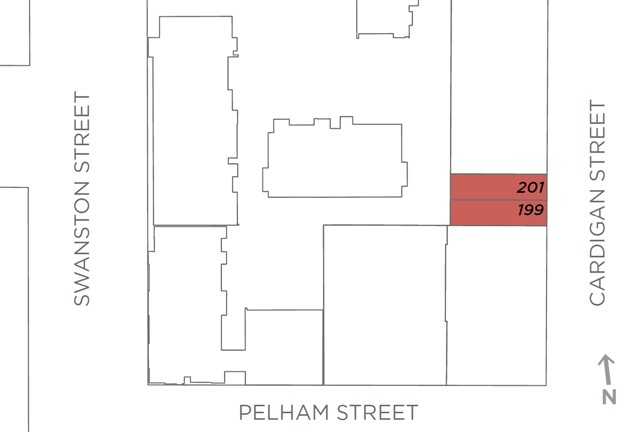 SWANSTON STREET
201
199
CARDIGAN STREET
PELHAM STREET
N